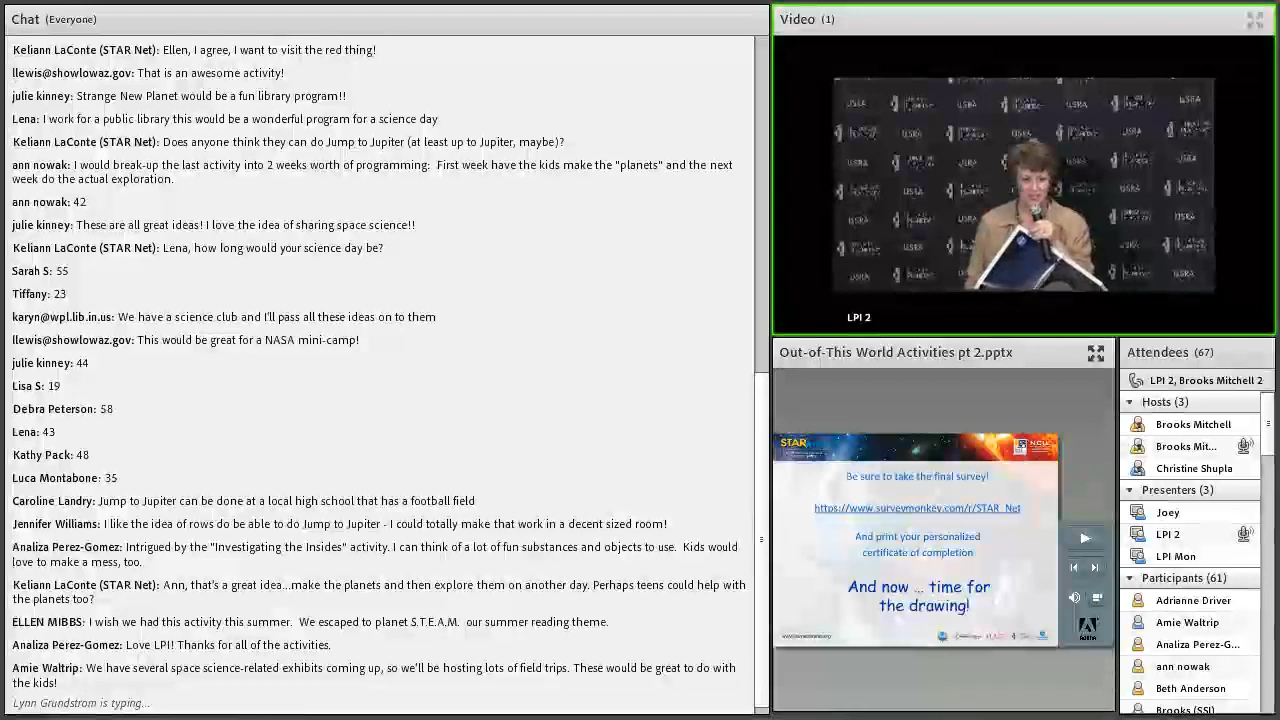 Chat (Everyone)
Keliann LaConte (STAR Net): Ellen, I agree, I want to visit the red thing!
llewis@showlowaz.gov: That is an awesome activity!
julie kinney: Strange New Planet would be a fun library program!!
Lena: I work for a public library this would be a wonderful program for a science day
Keliann LaConte (STAR Net): Does anyone think they can do Jump to Jupiter (at least up to Jupiter, maybe)?
ann nowak: I would break-up the last activity into 2 weeks worth of programming:  First week have the kids make the "planets" and the next
week do the actual exploration.
ann nowak: 42
julie kinney: These are all great ideas! I love the idea of sharing space science!!
Keliann LaConte (STAR Net): Lena, how long would your science day be?
Sarah S: 55
Tiffany: 23
karyn@wpl.lib.in.us: We have a science club and I'll pass all these ideas on to them
llewis@showlowaz.gov: This would be great for a NASA mini-camp!
julie kinney: 44
Lisa S: 19
Debra Peterson: 58
Lena: 43
Kathy Pack: 48
Luca Montabone: 35
Caroline Landry: Jump to Jupiter can be done at a local high school that has a football field
Jennifer Williams: I like the idea of rows do be able to do Jump to Jupiter - I could totally make that work in a decent sized room!
Analiza Perez-Gomez: Intrigued by the "Investigating the Insides" activity. I can think of a lot of fun substances and objects to use.  Kids would
love to make a mess, too.
Keliann LaConte (STAR Net): Ann, that's a great idea...make the planets and then explore them on another day. Perhaps teens could help with
the planets too?
ELLEN MIBBS: I wish we had this activity this summer.  We escaped to planet S.T.E.A.M.  our summer reading theme.
Analiza Perez-Gomez: Love LPI! Thanks for all of the activities.
Amie Waltrip: We have several space science-related exhibits coming up, so we'll be hosting lots of field trips. These would be great to do with
the kids!
Lynn Grundstrom is typing...
Video (1)
USRA
LPI 2
Out-of-This World Activities pt 2.pptx
STAR
Be sure to take the final survey!
https://www.surveymonkey.com/r/STAR_Net
And print your personalized
certificate of completion
And now ... time for
the drawing!
Attendees (67)
LPI 2, Brooks Mitchell 2
Hosts (3)
Brooks Mitchell
Brooks Mit...
Christine Shupla
Presenters (3)
Joey
LPI 2
LPI Mon
Participants (61)
Adrianne Driver
Amie Waltrip
Analiza Perez-G...
ann nowak
Beth Anderson
Brooks (SSI)